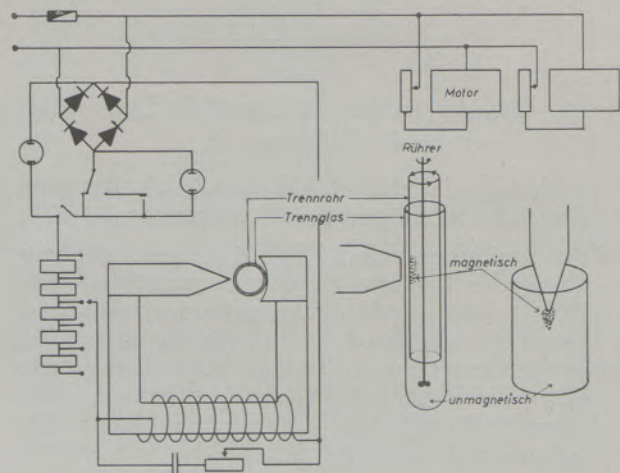 Motor
Rührer
Trennrohr
Trennglas
magnetisch
unmagnetisch